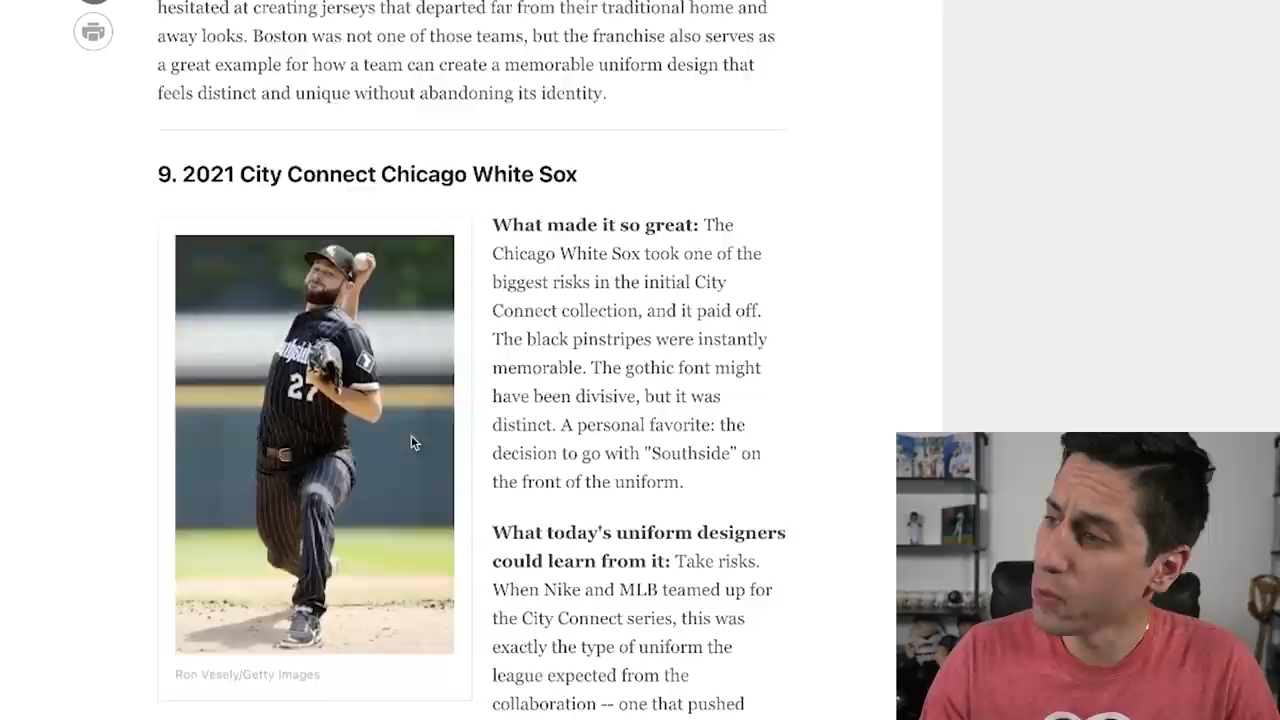 hesitated at creating jerseys that departed far from their traditional home and
away looks. Boston was not one of those teams, but the franchise also serves as
a great example for how a team can create a memorable uniform design that
feels distinct and unique without abandoning its identity.
9. 2021 City Connect Chicago White Sox
What made it so great: The
Chicago White Sox took one of the
biggest risks in the initial City
Connect collection, and it paid off.
The black pinstripes were instantly
memorable. The gothic font might
have been divisive, but it was
distinct. A personal favorite: the
decision to go with "Southside" on
the front of the uniform.
What today's uniform designers
could learn from it: Take risks.
When Nike and MLB teamed up for
the City Connect series, this was
exactly the type of uniform the
league expected from the
collaboration -- one that pushed
27
Ron Vesely/Getty Images